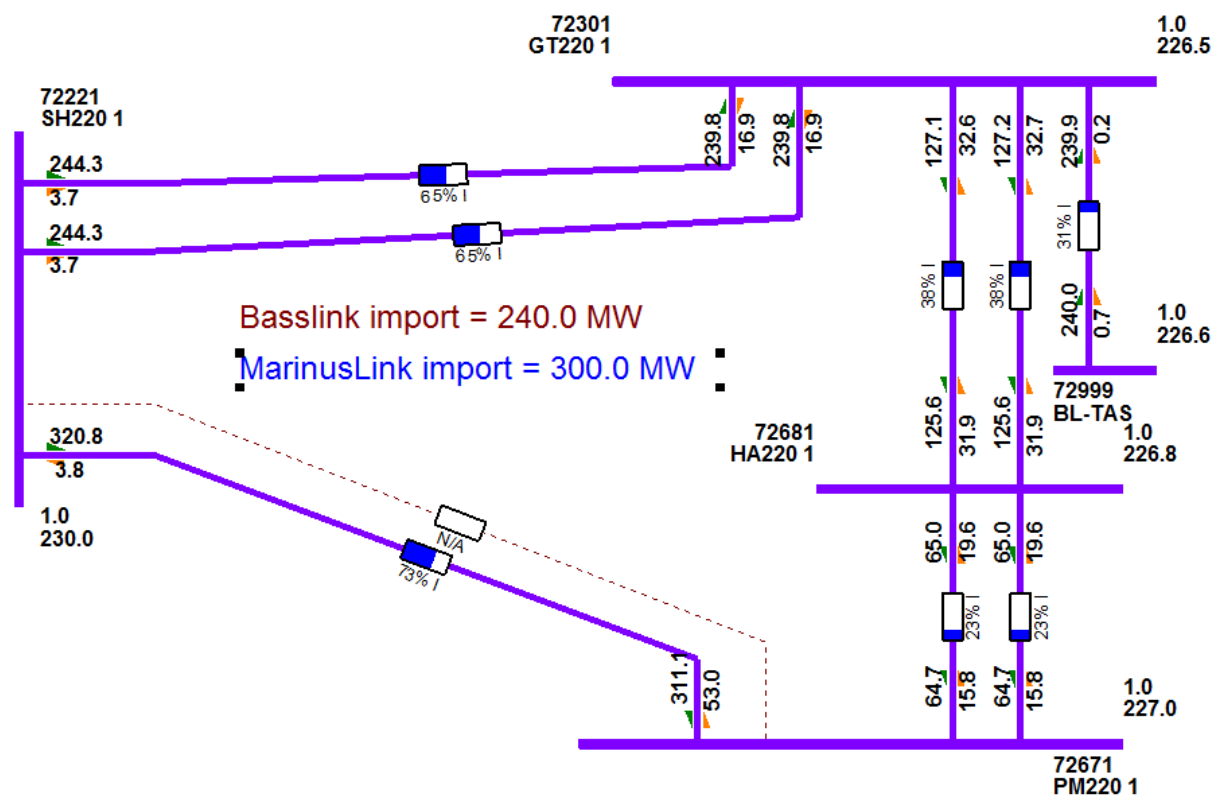 72301
GT220 1
1.0
226.5
72221
SH220 1
244.3
3.7
65% I
239.8
16.9
239.8
16.9
127.1
32.6
127.2
32.7
239.9
0.2
244.3
3.7
65% I
38% I
38% I
31% I
240.0
0.7
1.0
226.6
Basslink import = 240.0 MW
MarinusLink import = 300.0 MW
72999
BL-TAS
125.6
31.9
125.6
31.9
72681
HA220 1
1.0
226.8
320.8
3.8
1.0
230.0
N/A
73% I
65.0
19.6
65.0
19.6
23% I
23% I
311.1
53.0
64.7
15.8
64.7
15.8
1.0
227.0
72671
PM220 1